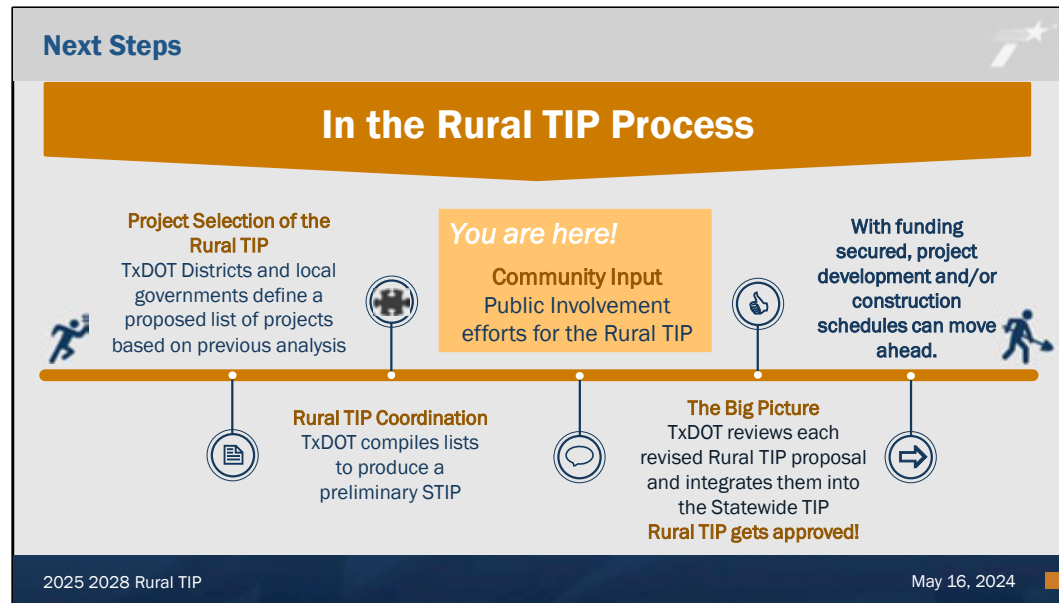 Next Steps
In the Rural TIP Process
Project Selection of the
Rural TIP
TxDOT Districts and local
governments define a
proposed list of projects
based on previous analysis
Rural TIP Coordination
TxDOT compiles lists
to produce a
preliminary STIP
You are here!
Community Input
Public Involvement
efforts for the Rural TIP
The Big Picture
TxDOT reviews each
revised Rural TIP proposal
and integrates them into
the Statewide TIP
Rural TIP gets approved!
With funding
secured, project
development and/or
construction
schedules can move
ahead.
2025 2028 Rural TIP
May 16, 2024